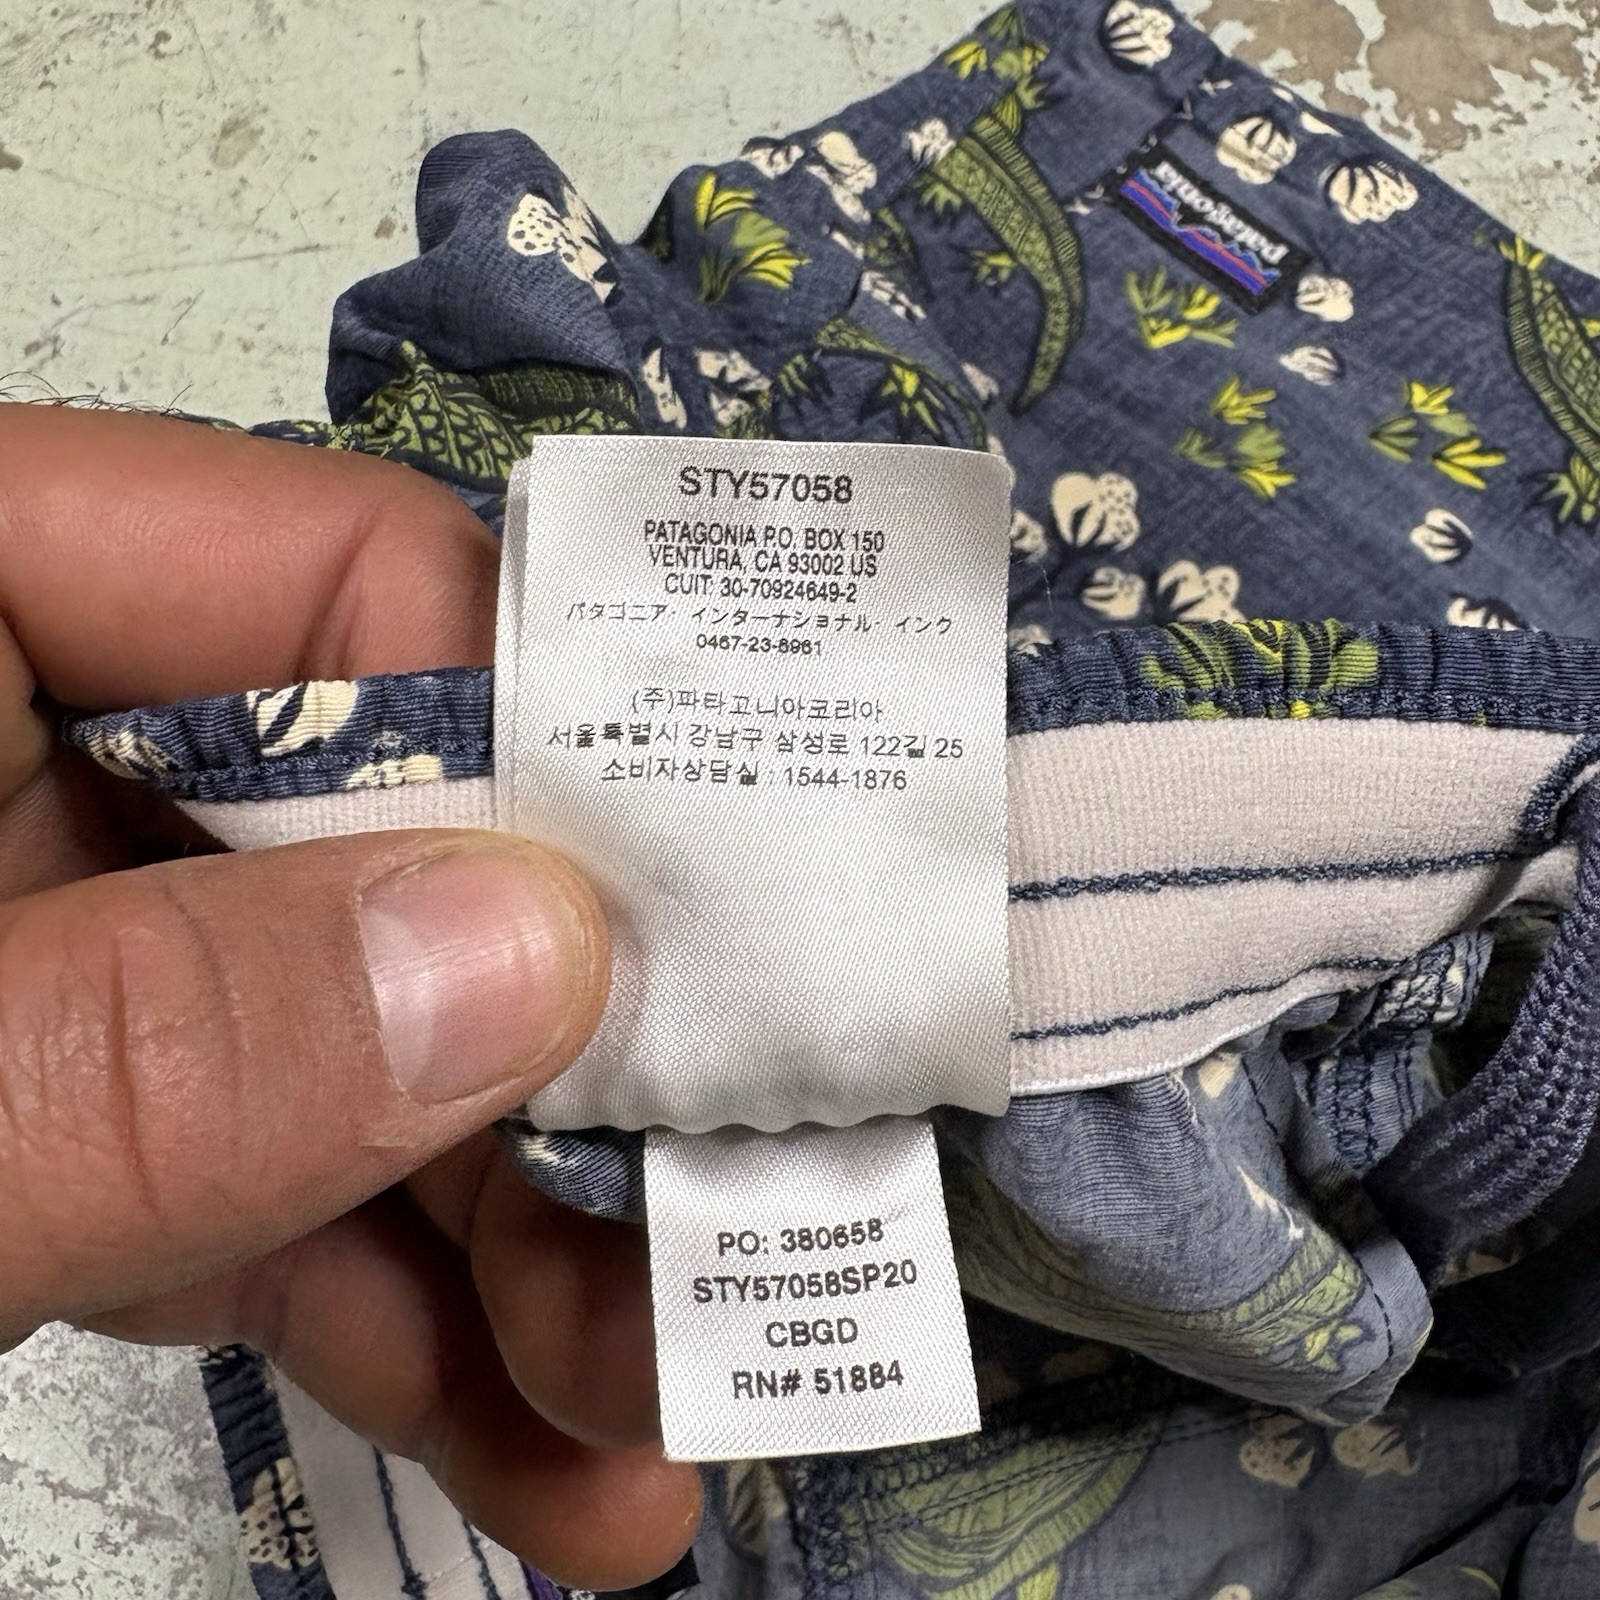 patagonia
STY57058
PATAGONIA P.O. BOX 150
VENTURA, CA 93002 US
CUIT: 30-70924649-2
パタゴニア・インターナショナル・インク
0467-23-8961
(주)파타고니아코리아
서울특별시 강남구 삼성로 122길 25
소비자상담실 : 1544-1876
PO: 380658
STY57058SP20
CBGD
RN# 51884